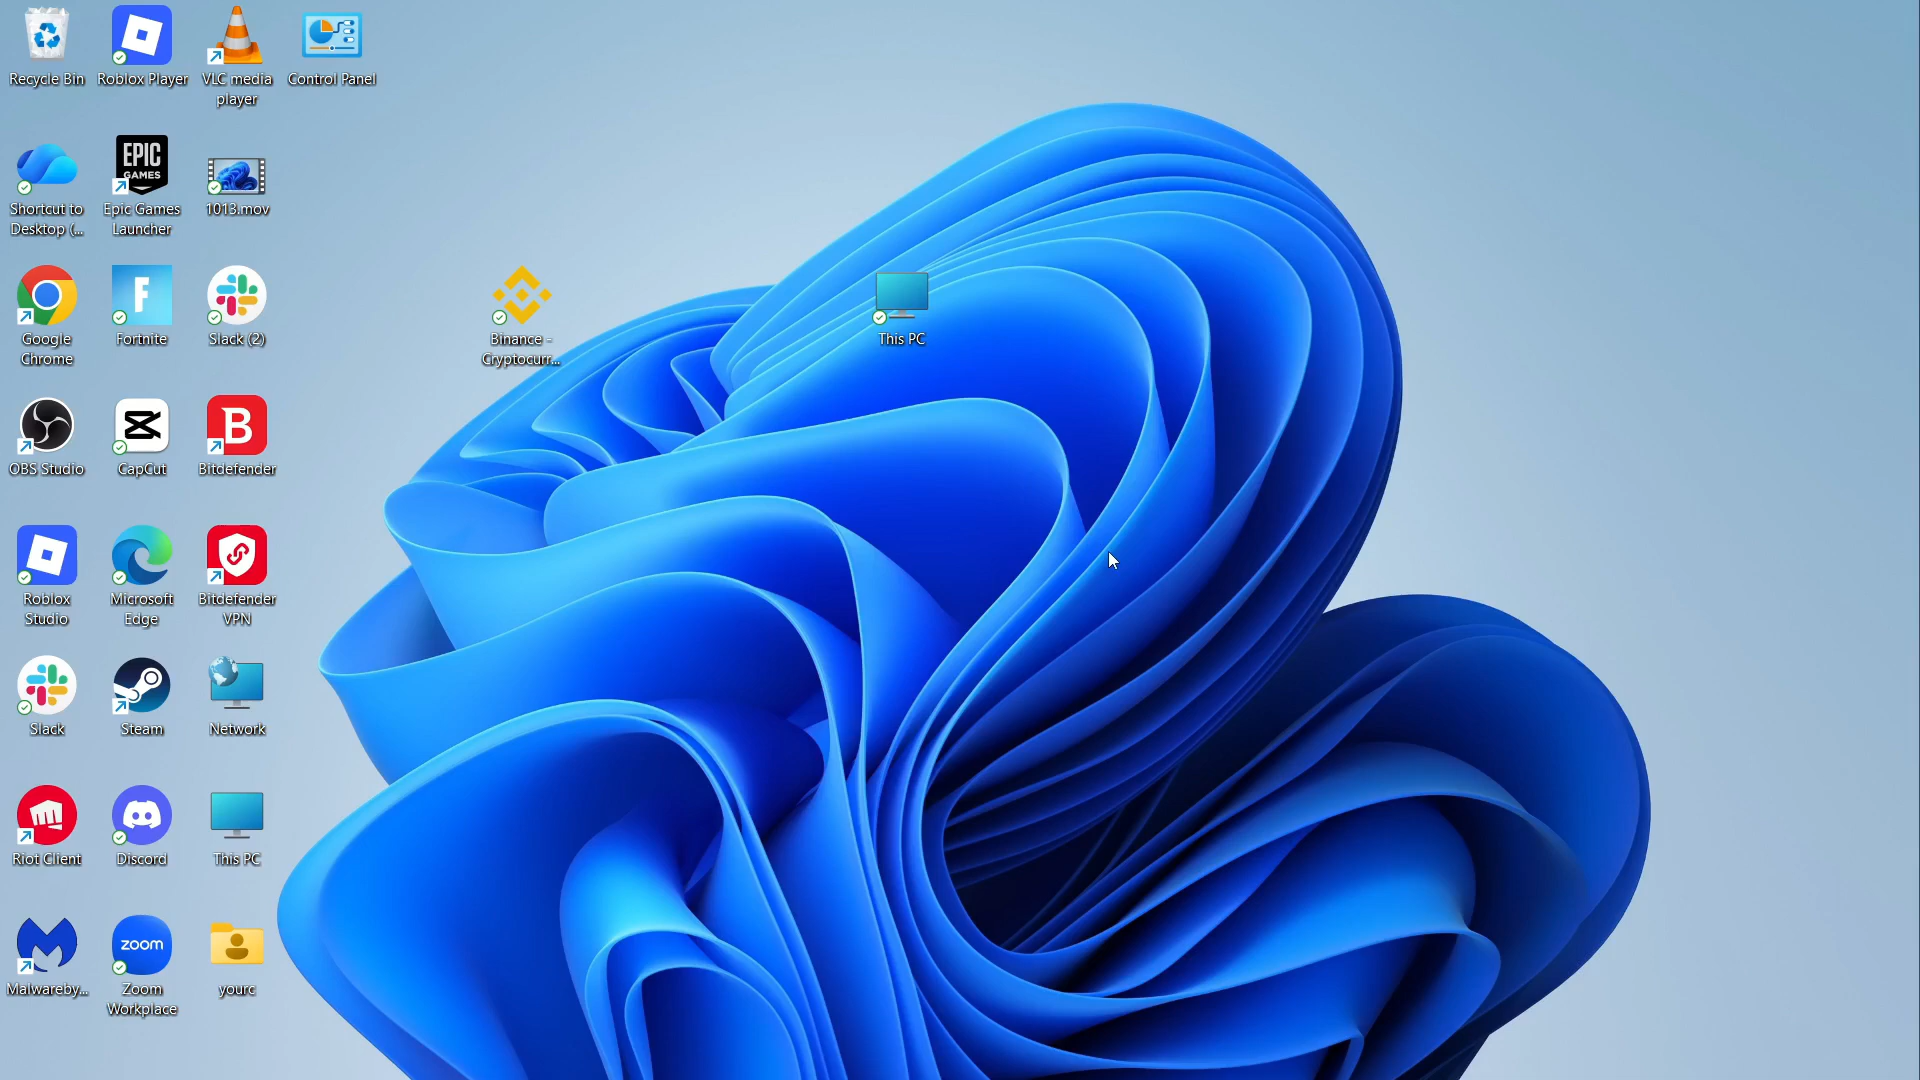 Recycle Bin
Roblox Player
VLC media
player
Control Panel
Shortcut to
Desktop (...
EPIC
GAMES
Epic Games
Launcher
1013.mov
Google
Chrome
F
Fortnite
Slack (2)
Binance -
Cryptocurr...
This PC
OBS Studio
CapCut
B
Bitdefender
Roblox
Studio
Microsoft
Edge
Bitdefender
VPN
Slack
Steam
Network
Riot Client
Discord
This PC
Malwareby...
zoom
Zoom
Workplace
yourc